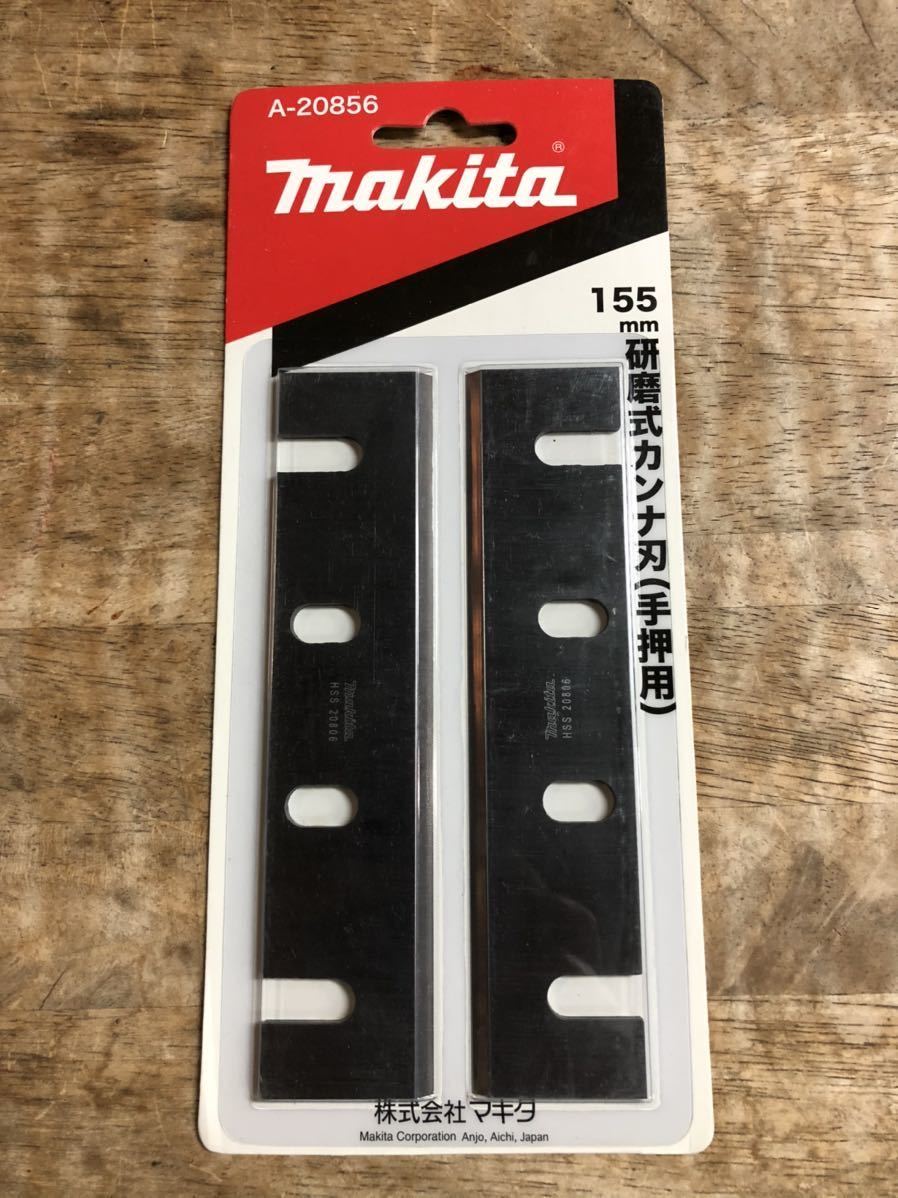 A-20856
makita®
155
mm
研磨式カンナ刃(手押用)
makita
HSS 20806
makita
HSS 20806
株式会社マキタ
Makita Corporation Anjo, Aichi, Japan